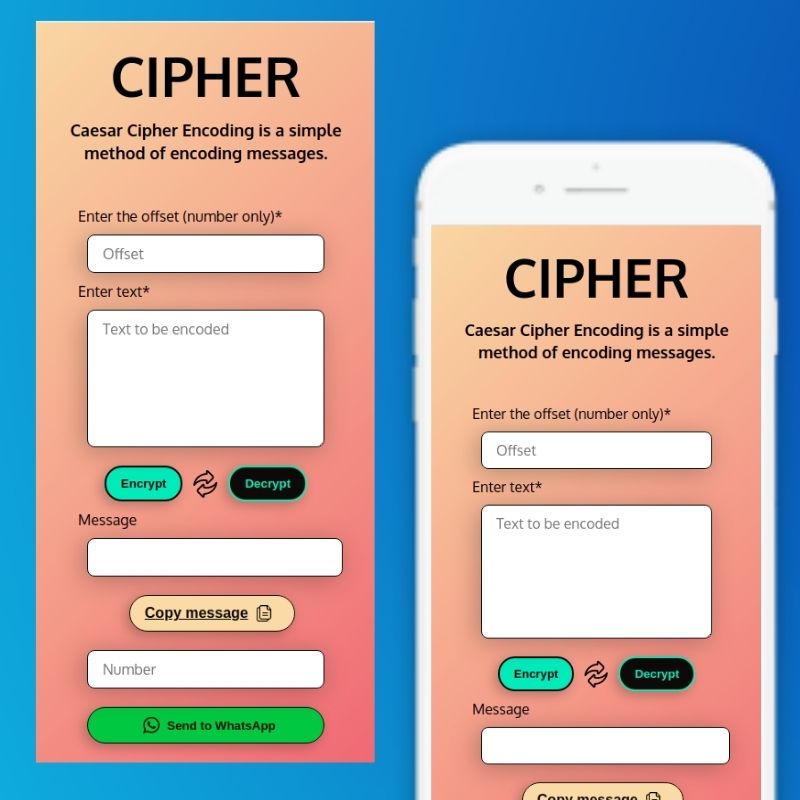 CIPHER
Caesar Cipher Encoding is a simple
method of encoding messages.
Enter the offset (number only)*
Offset
Enter text*
Text to be encoded
Encrypt
Decrypt
Message
Copy message
Number
Send to WhatsApp
CIPHER
Caesar Cipher Encoding is a simple
method of encoding messages.
Enter the offset (number only)*
Offset
Enter text*
Text to be encoded
Encrypt
Decrypt
Message
Copy message